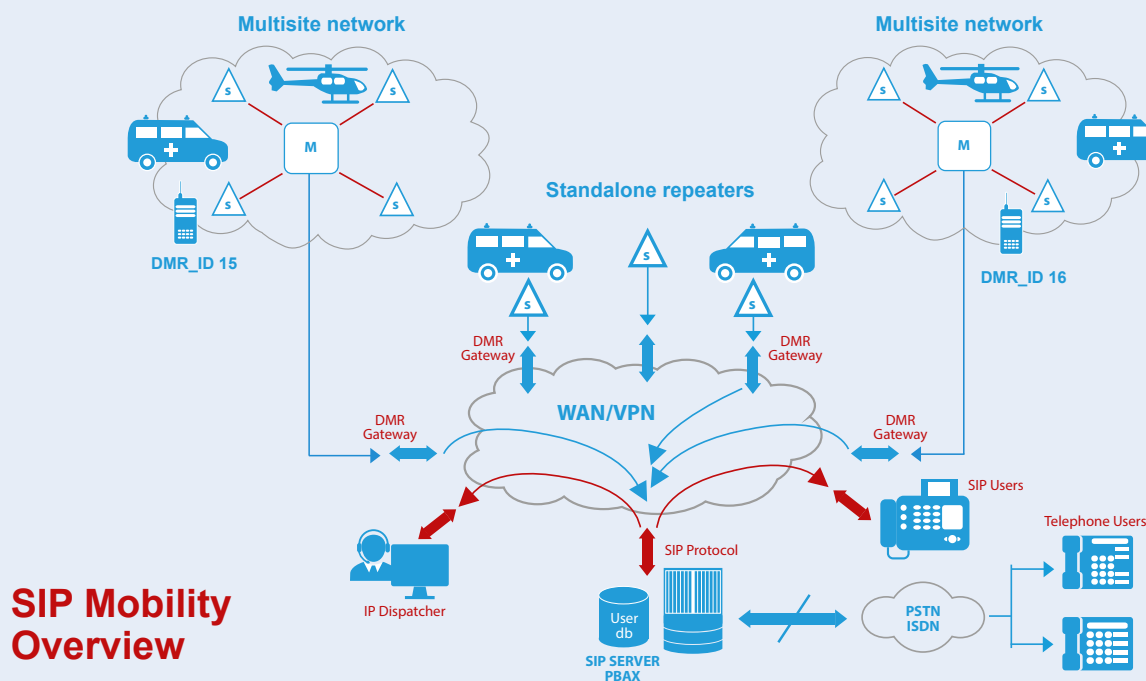 Multisite network
Multisite network
S
S
M
S
S
DMR_ID 15
S
S
M
S
S
DMR_ID 16
Standalone repeaters
S
S
S
DMR
Gateway
DMR
Gateway
WAN/VPN
DMR
Gateway
DMR
Gateway
SIP Users
Telephone Users
SIP Protocol
IP Dispatcher
User
db
SIP SERVER
PBAX
PSTN
ISDN
SIP Mobility
Overview